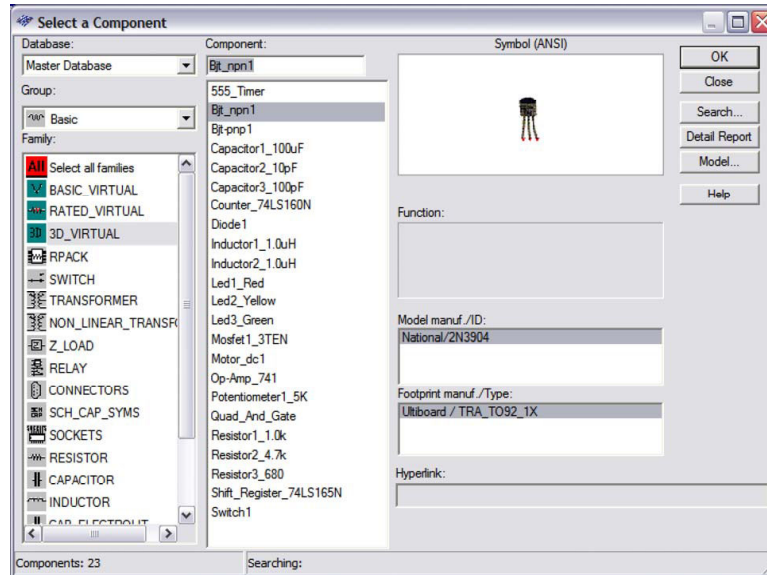 Select a Component
Database:
Master Database
Group:
Basic
Family:
All Select all families
BASIC_VIRTUAL
RATED_VIRTUAL
3D 3D_VIRTUAL
RPACK
SWITCH
TRANSFORMER
NON_LINEAR_TRANSF
Z_LOAD
RELAY
CONNECTORS
SCH_CAP_SYMS
SOCKETS
RESISTOR
CAPACITOR
INDUCTOR
CAP_ELECTROLIT
Component:
Bjt_npn1
555_Timer
Bjt_npn1
Bjt-pnp1
Capacitor1_100uF
Capacitor2_10pF
Capacitor3_100pF
Counter_74LS160N
Diode1
Inductor1_1.0uH
Inductor2_1.0uH
Led1_Red
Led2_Yellow
Led3_Green
Mosfet1_3TEN
Motor_dc1
Op-Amp_741
Potentiometer1_5K
Quad_And_Gate
Resistor1_1.0k
Resistor2_4.7k
Resistor3_680
Shift_Register_74LS165N
Switch1
Symbol (ANSI)
Function:
Model manuf./ID:
National/2N3904
Footprint manuf./Type:
Ultiboard / TRA_TO92_1X
Hyperlink:
OK
Close
Search...
Detail Report
Model...
Help
Components: 23
Searching: